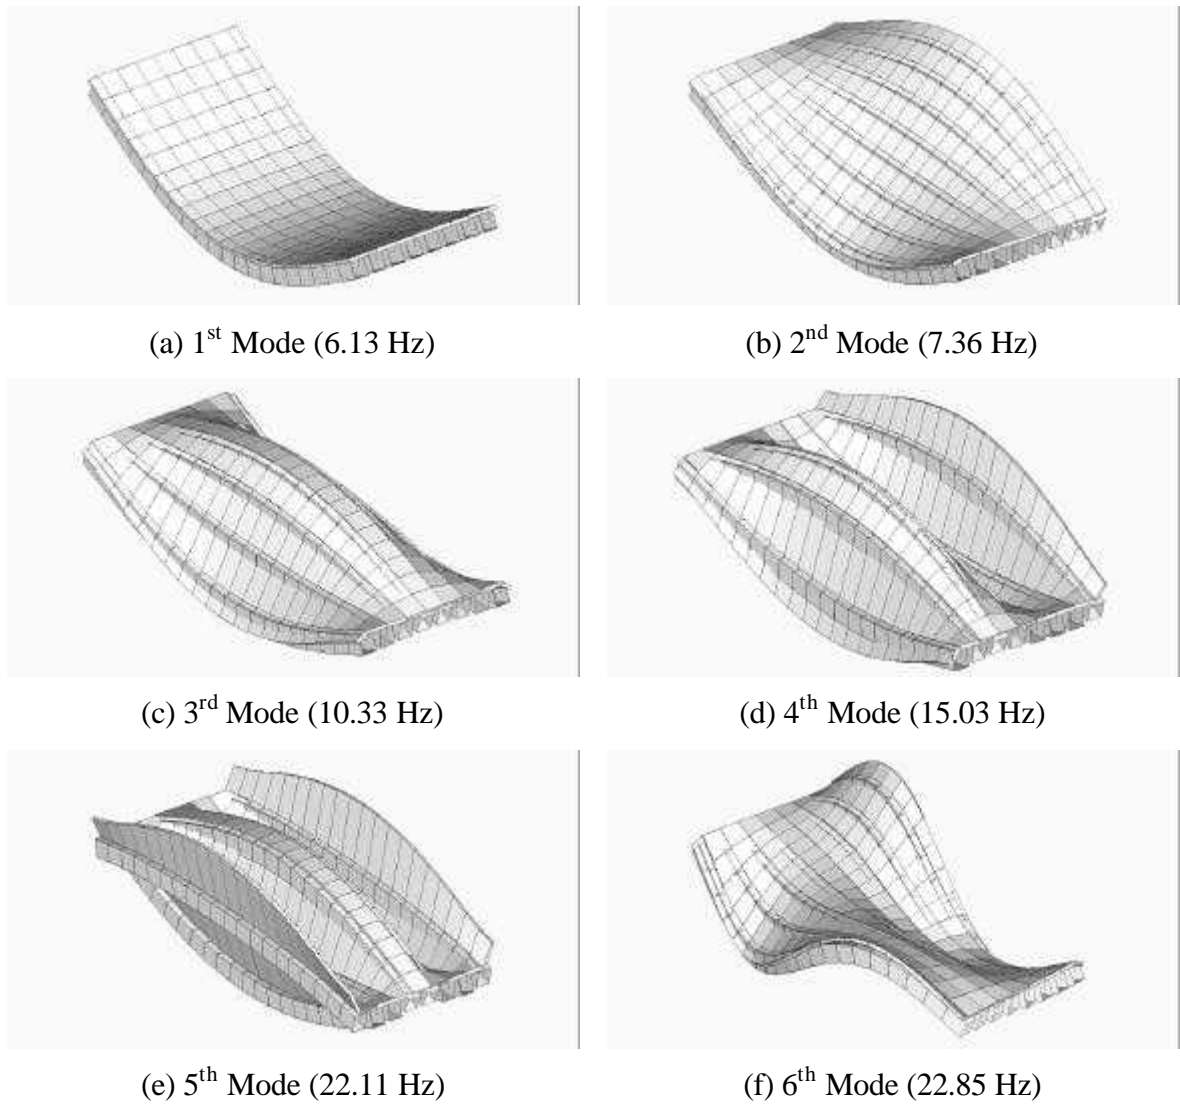 (a) 1st Mode (6.13 Hz)
(b) 2nd Mode (7.36 Hz)
(c) 3rd Mode (10.33 Hz)
(d) 4th Mode (15.03 Hz)
(e) 5th Mode (22.11 Hz)
(f) 6th Mode (22.85 Hz)